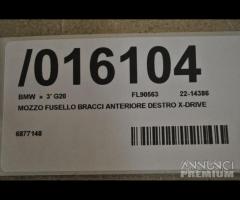 /016104
BMW » 3' G20 FL90563 22-14386
MOZZO FUSELLO BRACCI ANTERIORE DESTRO X-DRIVE
6877148
ANNUNCI
PREMIUM